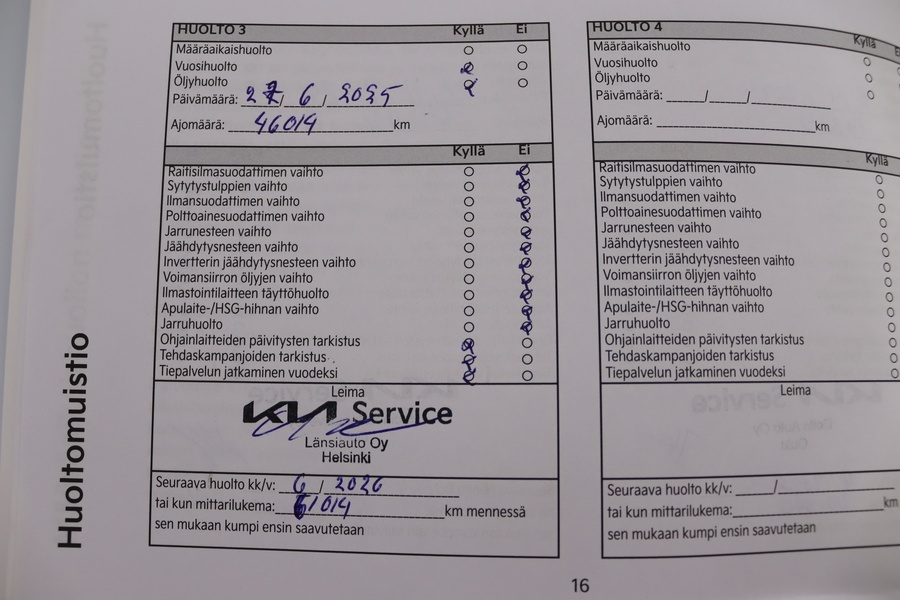 HUOLTO 3 Kyllä Ei
Määräaikaishuolto
Vuosihuolto
Öljyhuolto
Päivämäärä: 27/ 6 / 2025
Ajomäärä: 46014 km
Kyllä Ei
Raitisilmasuodattimen vaihto
Sytytystulppien vaihto
Ilmansuodattimen vaihto
Polttoainesuodattimen vaihto
Jarrunesteen vaihto
Jäähdytysnesteen vaihto
Invertterin jäähdytysnesteen vaihto
Voimansiirron öljyjen vaihto
Ilmastointilaitteen täyttöhuolto
Apulaite-/HSG-hihnan vaihto
Jarruhuolto
Ohjainlaitteiden päivitysten tarkistus
Tehdaskampanjoiden tarkistus
Tiepalvelun jatkaminen vuodeksi
Leima
KIA Service
Länsiauto Oy
Helsinki
Seuraava huolto kk/v: 6 / 2026
tai kun mittarilukema: 61014 km mennessä
sen mukaan kumpi ensin saavutetaan
HUOLTO 4 Kyllä
Määräaikaishuolto
Vuosihuolto
Öljyhuolto
Päivämäärä: / /
Ajomäärä: km
Kyllä
Raitisilmasuodattimen vaihto
Sytytystulppien vaihto
Ilmansuodattimen vaihto
Polttoainesuodattimen vaihto
Jarrunesteen vaihto
Jäähdytysnesteen vaihto
Invertterin jäähdytysnesteen vaihto
Voimansiirron öljyjen vaihto
Ilmastointilaitteen täyttöhuolto
Apulaite-/HSG-hihnan vaihto
Jarruhuolto
Ohjainlaitteiden päivitysten tarkistus
Tehdaskampanjoiden tarkistus
Tiepalvelun jatkaminen vuodeksi
Leima
Seuraava huolto kk/v: /
tai kun mittarilukema: km
sen mukaan kumpi ensin saavutetaan
Huoltomuistio
16